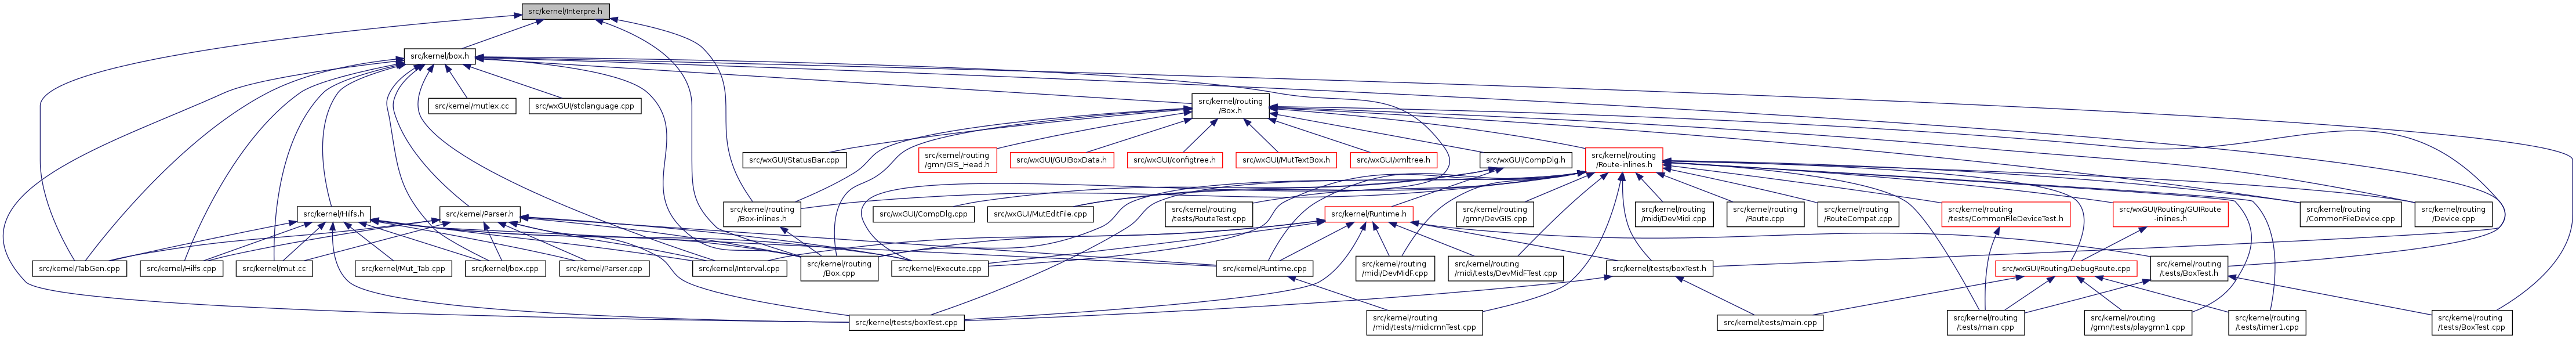 src/kernel/Interpre.h
src/kernel/box.h
src/kernel/mutlex.cc
src/wxGUI/stclanguage.cpp
src/kernel/routing
/Box.h
src/wxGUI/StatusBar.cpp
src/kernel/routing
/gmn/GIS_Head.h
src/wxGUI/GUIBoxData.h
src/wxGUI/configtree.h
src/wxGUI/MutTextBox.h
src/wxGUI/xmltree.h
src/wxGUI/CompDlg.h
src/kernel/routing
/Route-inlines.h
src/kernel/Hilfs.h
src/kernel/Parser.h
src/kernel/routing
/Box-inlines.h
src/wxGUI/CompDlg.cpp
src/wxGUI/MutEditFile.cpp
src/kernel/routing
/tests/RouteTest.cpp
src/kernel/Runtime.h
src/kernel/routing
/gmn/DevGIS.cpp
src/kernel/routing
/midi/DevMidi.cpp
src/kernel/routing
/Route.cpp
src/kernel/routing
/RouteCompat.cpp
src/kernel/routing
/tests/CommonFileDeviceTest.h
src/wxGUI/Routing/GUIRoute
-inlines.h
src/kernel/routing
/CommonFileDevice.cpp
src/kernel/routing
/Device.cpp
src/kernel/TabGen.cpp
src/kernel/Hilfs.cpp
src/kernel/mut.cc
src/kernel/Mut_Tab.cpp
src/kernel/box.cpp
src/kernel/Parser.cpp
src/kernel/Interval.cpp
src/kernel/routing
/Box.cpp
src/kernel/Execute.cpp
src/kernel/Runtime.cpp
src/kernel/routing
/midi/DevMidF.cpp
src/kernel/routing
/midi/tests/DevMidFTest.cpp
src/kernel/tests/boxTest.h
src/wxGUI/Routing/DebugRoute.cpp
src/kernel/routing
/tests/BoxTest.h
src/kernel/tests/boxTest.cpp
src/kernel/routing
/midi/tests/midicmnTest.cpp
src/kernel/tests/main.cpp
src/kernel/routing
/tests/main.cpp
src/kernel/routing
/gmn/tests/playgmn1.cpp
src/kernel/routing
/tests/timer1.cpp
src/kernel/routing
/tests/BoxTest.cpp